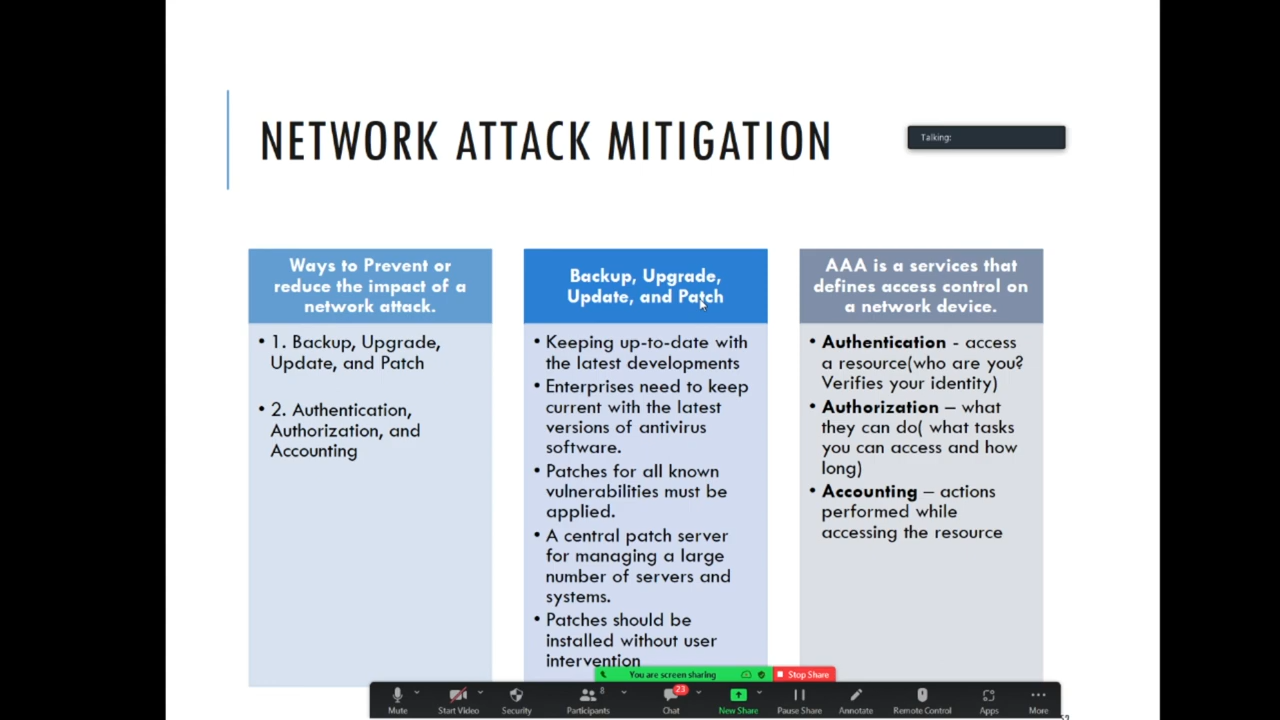 NETWORK ATTACK MITIGATION
Talking:
Ways to Prevent or
reduce the impact of a
network attack.
• 1. Backup, Upgrade,
Update, and Patch
• 2. Authentication,
Authorization, and
Accounting
Backup, Upgrade,
Update, and Patch
• Keeping up-to-date with
the latest developments
• Enterprises need to keep
current with the latest
versions of antivirus
software.
• Patches for all known
vulnerabilities must be
applied.
• A central patch server
for managing a large
number of servers and
systems.
• Patches should be
installed without user
intervention
AAA is a services that
defines access control on
a network device.
• Authentication - access
a resource(who are you?
Verifies your identity)
• Authorization – what
they can do( what tasks
you can access and how
long)
• Accounting – actions
performed while
accessing the resource
You are screen sharing
Stop Share
Mute
Start Video
Security
8
Participants
23
Chat
New Share
Pause Share
Annotate
Remote Control
Apps
More